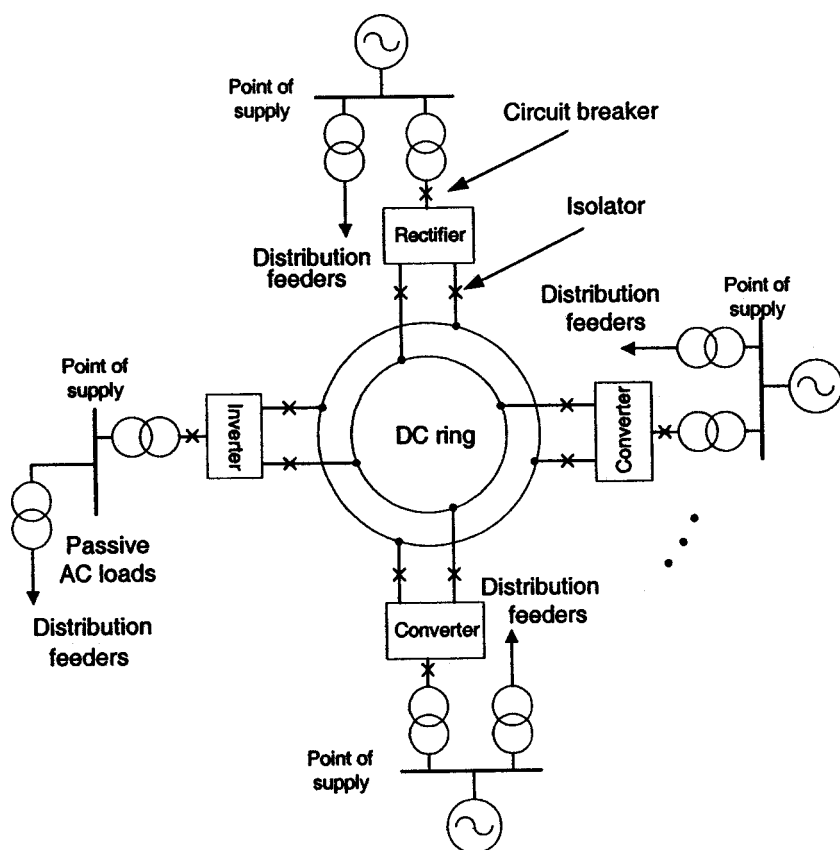 Point of
supply
Circuit breaker
Rectifier
Isolator
Distribution
feeders
Point of
supply
Distribution
feeders
Point of
supply
Inverter
DC ring
Converter
Passive
AC loads
Distribution
feeders
Converter
Distribution
feeders
Point of
supply